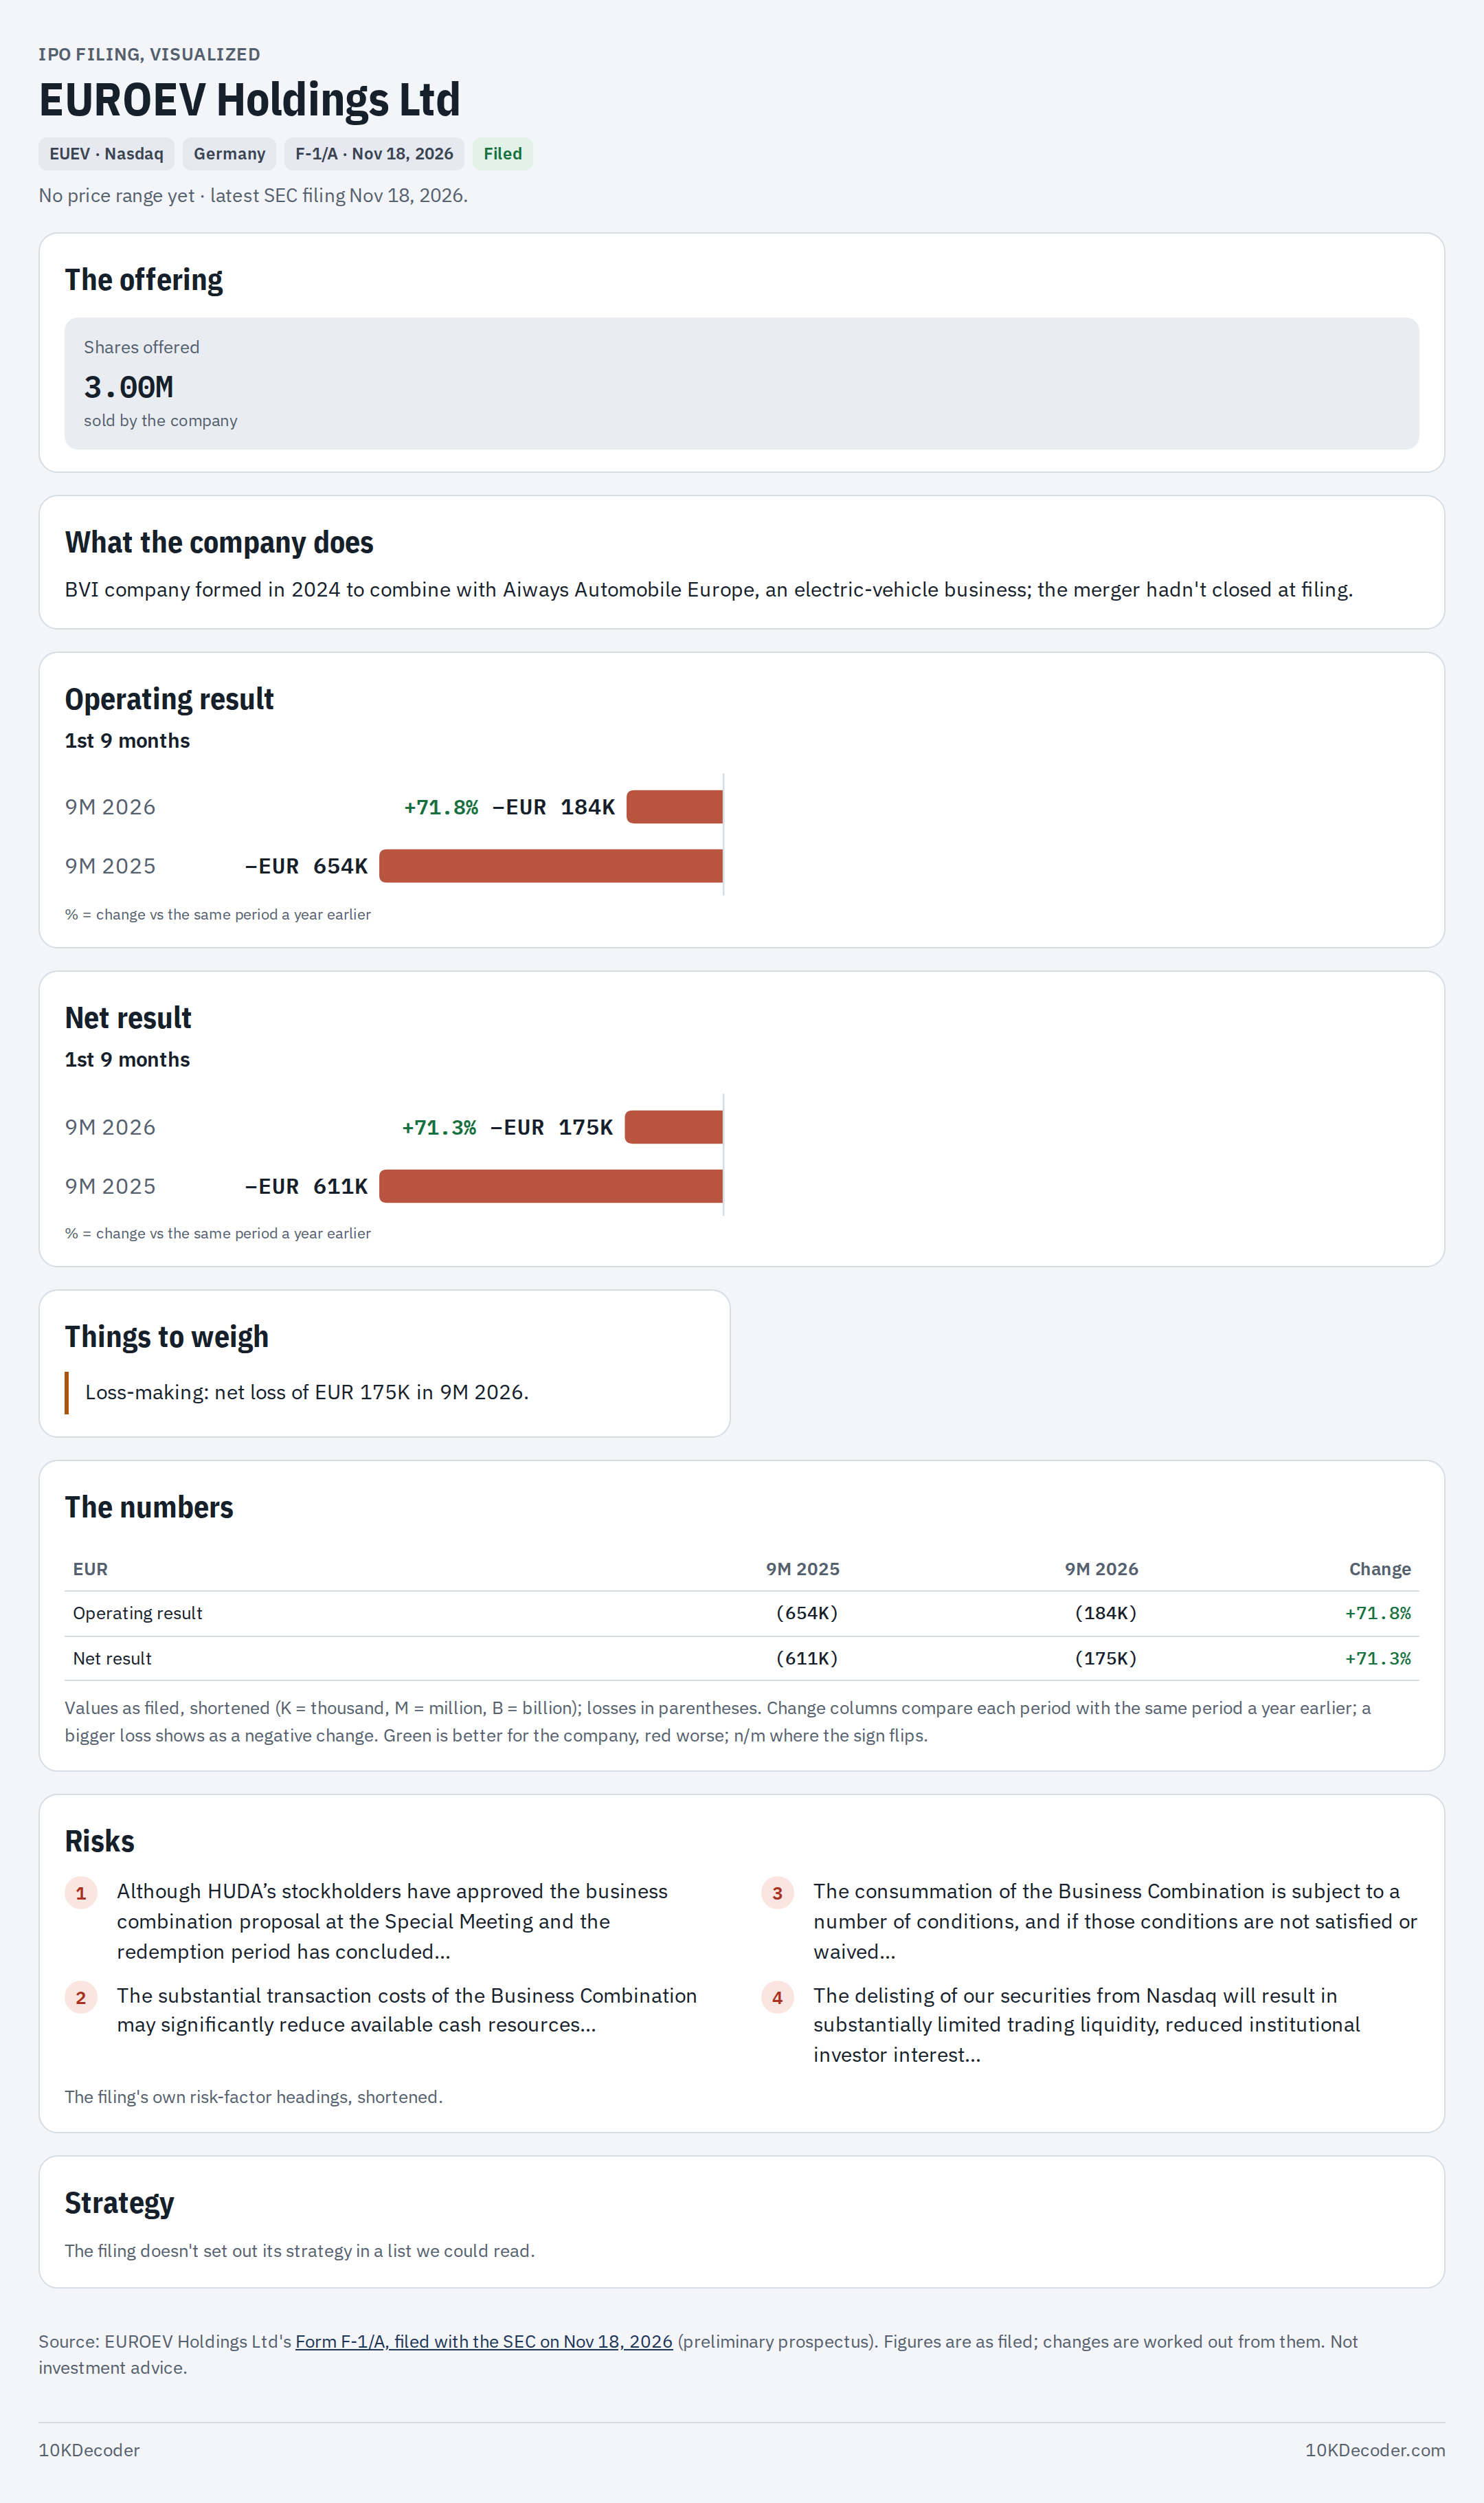 IPO FILING, VISUALIZED
EUROEV Holdings Ltd
EUEV · Nasdaq
Germany
F-1/A · Nov 18, 2026
Filed
No price range yet · latest SEC filing Nov 18, 2026.
The offering
Shares offered
3.00M
sold by the company
What the company does
BVI company formed in 2024 to combine with Aiways Automobile Europe, an electric-vehicle business; the merger hadn't closed at filing.
Operating result
1st 9 months
9M 2026 +71.8% −EUR 184K
9M 2025 −EUR 654K
% = change vs the same period a year earlier
Net result
1st 9 months
9M 2026 +71.3% −EUR 175K
9M 2025 −EUR 611K
% = change vs the same period a year earlier
Things to weigh
Loss-making: net loss of EUR 175K in 9M 2026.
The numbers
EUR 9M 2025 9M 2026 Change
Operating result (654K) (184K) +71.8%
Net result (611K) (175K) +71.3%
Values as filed, shortened (K = thousand, M = million, B = billion); losses in parentheses. Change columns compare each period with the same period a year earlier; a
bigger loss shows as a negative change. Green is better for the company, red worse; n/m where the sign flips.
Risks
1 Although HUDA’s stockholders have approved the business
combination proposal at the Special Meeting and the
redemption period has concluded…
2 The substantial transaction costs of the Business Combination
may significantly reduce available cash resources…
3 The consummation of the Business Combination is subject to a
number of conditions, and if those conditions are not satisfied or
waived…
4 The delisting of our securities from Nasdaq will result in
substantially limited trading liquidity, reduced institutional
investor interest…
The filing's own risk-factor headings, shortened.
Strategy
The filing doesn't set out its strategy in a list we could read.
Source: EUROEV Holdings Ltd's Form F-1/A, filed with the SEC on Nov 18, 2026 (preliminary prospectus). Figures are as filed; changes are worked out from them. Not
investment advice.
10KDecoder
10KDecoder.com